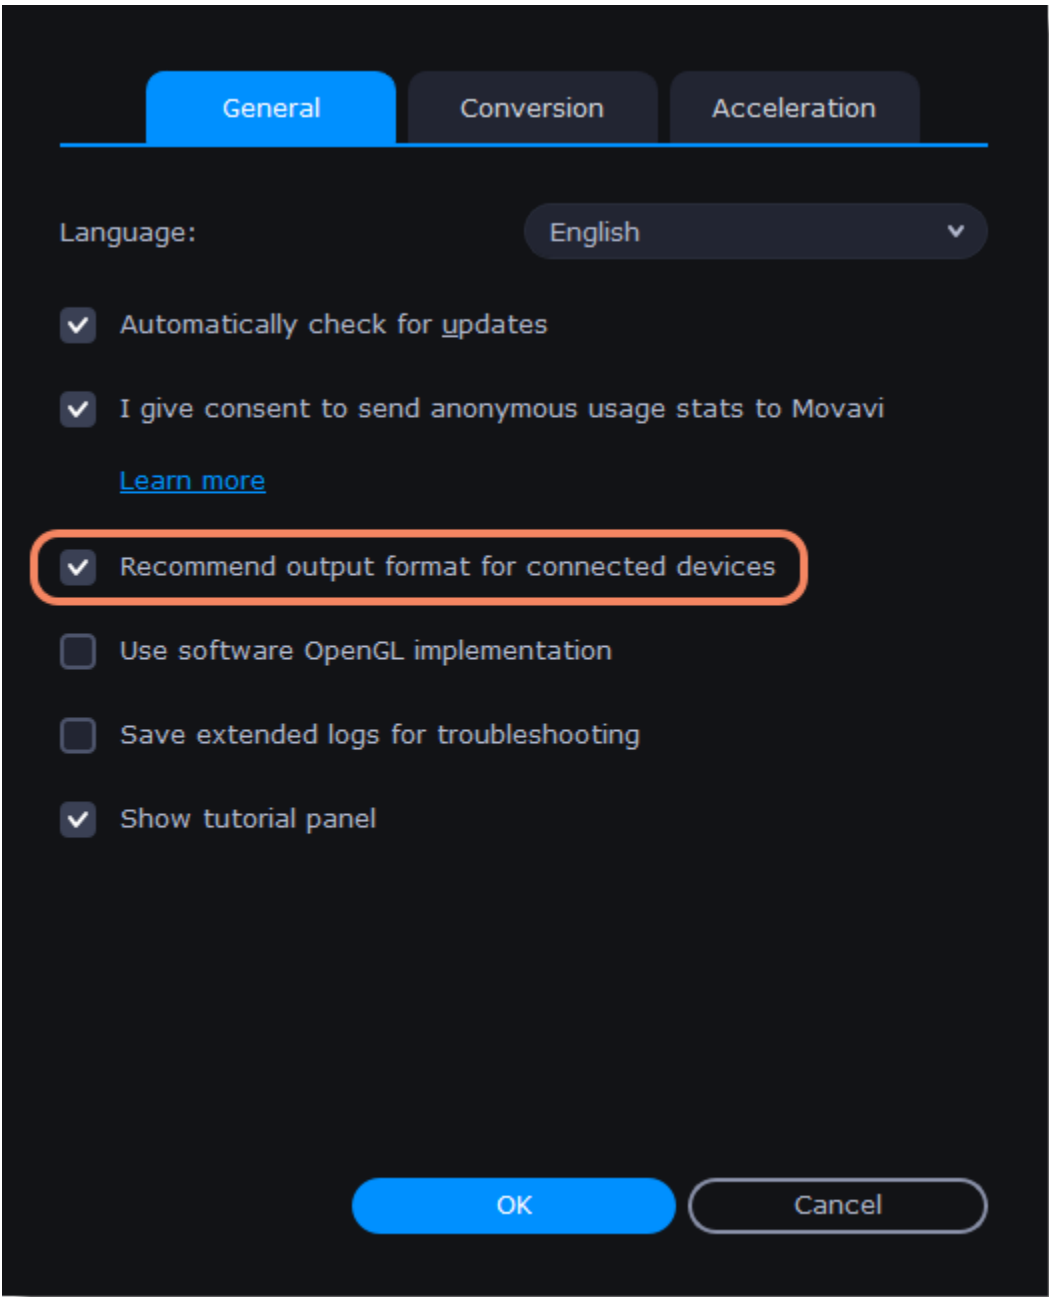 General
Conversion
Acceleration
Language:
English
Automatically check for updates
I give consent to send anonymous usage stats to Movavi
Learn more
Recommend output format for connected devices
Use software OpenGL implementation
Save extended logs for troubleshooting
Show tutorial panel
OK
Cancel